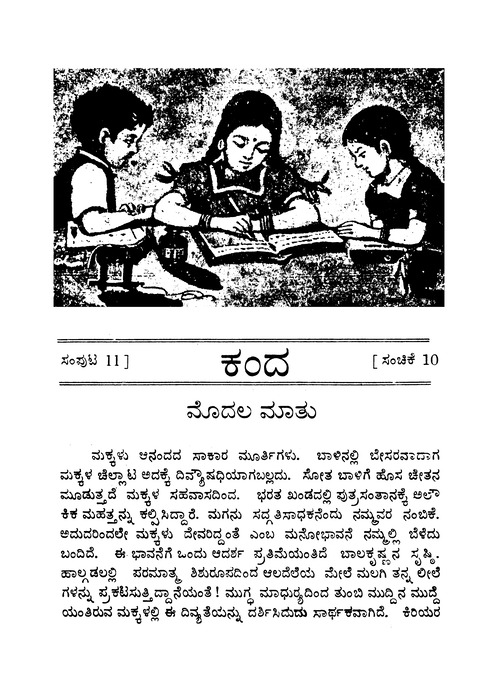 ಸಂಪುಟ 11 ]
ಕಂದ
[ ಸಂಚಿಕೆ 10
ಮೊದಲ ಮಾತು
ಮಕ್ಕಳು ಆನಂದದ ಸಾಕಾರ ಮೂರ್ತಿಗಳು. ಬಾಳಿನಲ್ಲಿ ಬೇಸರವಾದಾಗ
ಮಕ್ಕಳ ಚೆಲ್ಲಾಟ ಅದಕ್ಕೆ ದಿವ್ಯೌಷಧಿಯಾಗಬಲ್ಲದು. ಸೋತ ಬಾಳಿಗೆ ಹೊಸ ಚೇತನ
ಮೂಡುತ್ತದೆ ಮಕ್ಕಳ ಸಹವಾಸದಿಂದ. ಭರತ ಖಂಡದಲ್ಲಿ ಪುತ್ರಸಂತಾನಕ್ಕೆ ಅಲೌ
ಕಿಕ ಮಹತ್ವನ್ನು ಕಲ್ಪಿಸಿದ್ದಾರೆ. ಮಗನು ಸದ್ಗತಿಸಾಧಕನೆಂದು ನಮ್ಮವರ ನಂಬಿಕೆ.
ಅದುದರಿಂದಲೇ ಮಕ್ಕಳು ದೇವರಿದ್ದಂತೆ ಎಂಬ ಮನೋಭಾವನೆ ನಮ್ಮಲ್ಲಿ ಬೆಳೆದು
ಬಂದಿದೆ. ಈ ಭಾವನೆಗೆ ಒಂದು ಆದರ್ಶ ಪ್ರತಿಮೆಯಂತಿದೆ ಬಾಲಕೃಷ್ಣನ ಸೃಷ್ಟಿ.
ಹಾಲ್ಗಡಲಲ್ಲಿ ಪರಮಾತ್ಮ ಶಿಶುರೂಪದಿಂದ ಆಲದೆಲೆಯ ಮೇಲೆ ಮಲಗಿ ತನ್ನ ಲೀಲೆ
ಗಳನ್ನು ಪ್ರಕಟಿಸುತ್ತಿದ್ದಾನೆಯಂತೆ ! ಮುಗ್ಧ ಮಾಧುರ್‍ಯದಿಂದ ತುಂಬಿ ಮುದ್ದಿನ ಮುದ್ದೆ
ಯಂತಿರುವ ಮಕ್ಕಳಲ್ಲಿ ಈ ದಿವ್ಯತೆಯನ್ನು ದರ್ಶಿಸಿದುದು ಸಾರ್ಥಕವಾಗಿದೆ. ಕಿರಿಯರ